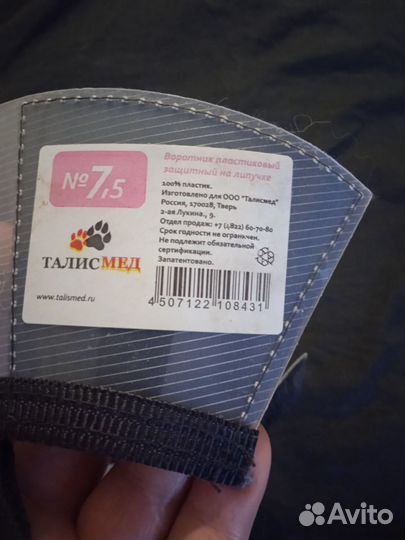 №7,5
Воротник пластиковый
защитный на липучке
100% пластик.
Изготовлено для ООО "Талисмед"
Россия, 170028, Тверь
2-ая Лукина., 9.
Отдел продаж: +7 (4822) 60-70-80
Срок годности не огранчен.
Не подлежит обязательной
сертификации.
Запатентовано.
ТАЛИСМЕД
www.talismed.ru
4 507122 108431
Avito